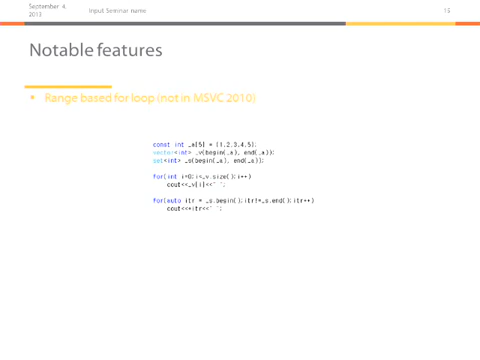 September 4, 2013
Input Seminar name
15
Notable features
• Range based for loop (not in MSVC 2010)
const int _a[5] = {1,2,3,4,5};
vector<int> _v(begin(_a), end(_a));
set<int> _s(begin(_a), end(_a));
for(int i=0;i<_v.size();i++)
cout<<_v[i]<<" ";
for(auto itr = _s.begin();itr!=_s.end();itr++)
cout<<*itr<<" ";